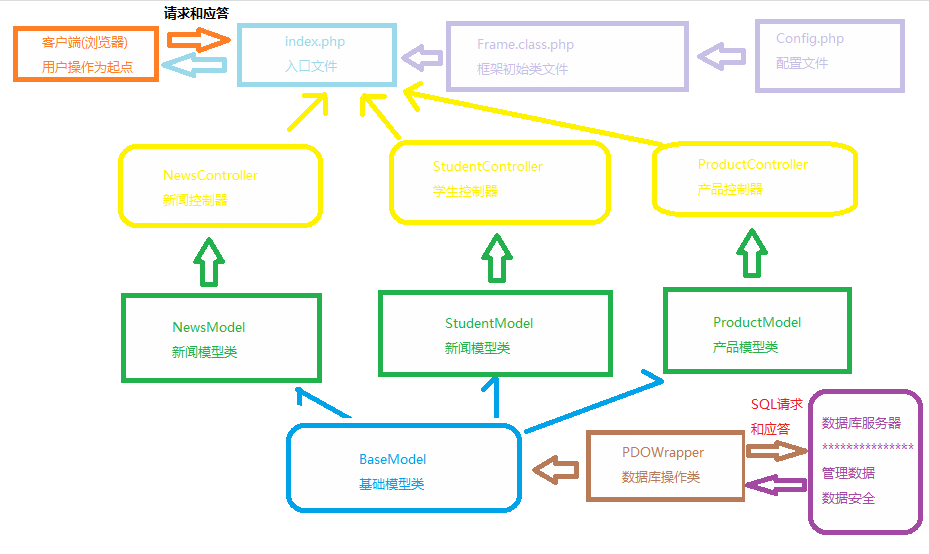 请求和应答
客户端(浏览器)
用户操作为起点
index.php
入口文件
Frame.class.php
框架初始类文件
Config.php
配置文件
NewsController
新闻控制器
StudentController
学生控制器
ProductController
产品控制器
NewsModel
新闻模型类
StudentModel
新闻模型类
ProductModel
产品模型类
BaseModel
基础模型类
PDOWrapper
数据库操作类
SQL请求
和应答
数据库服务器
***************
管理数据
数据安全